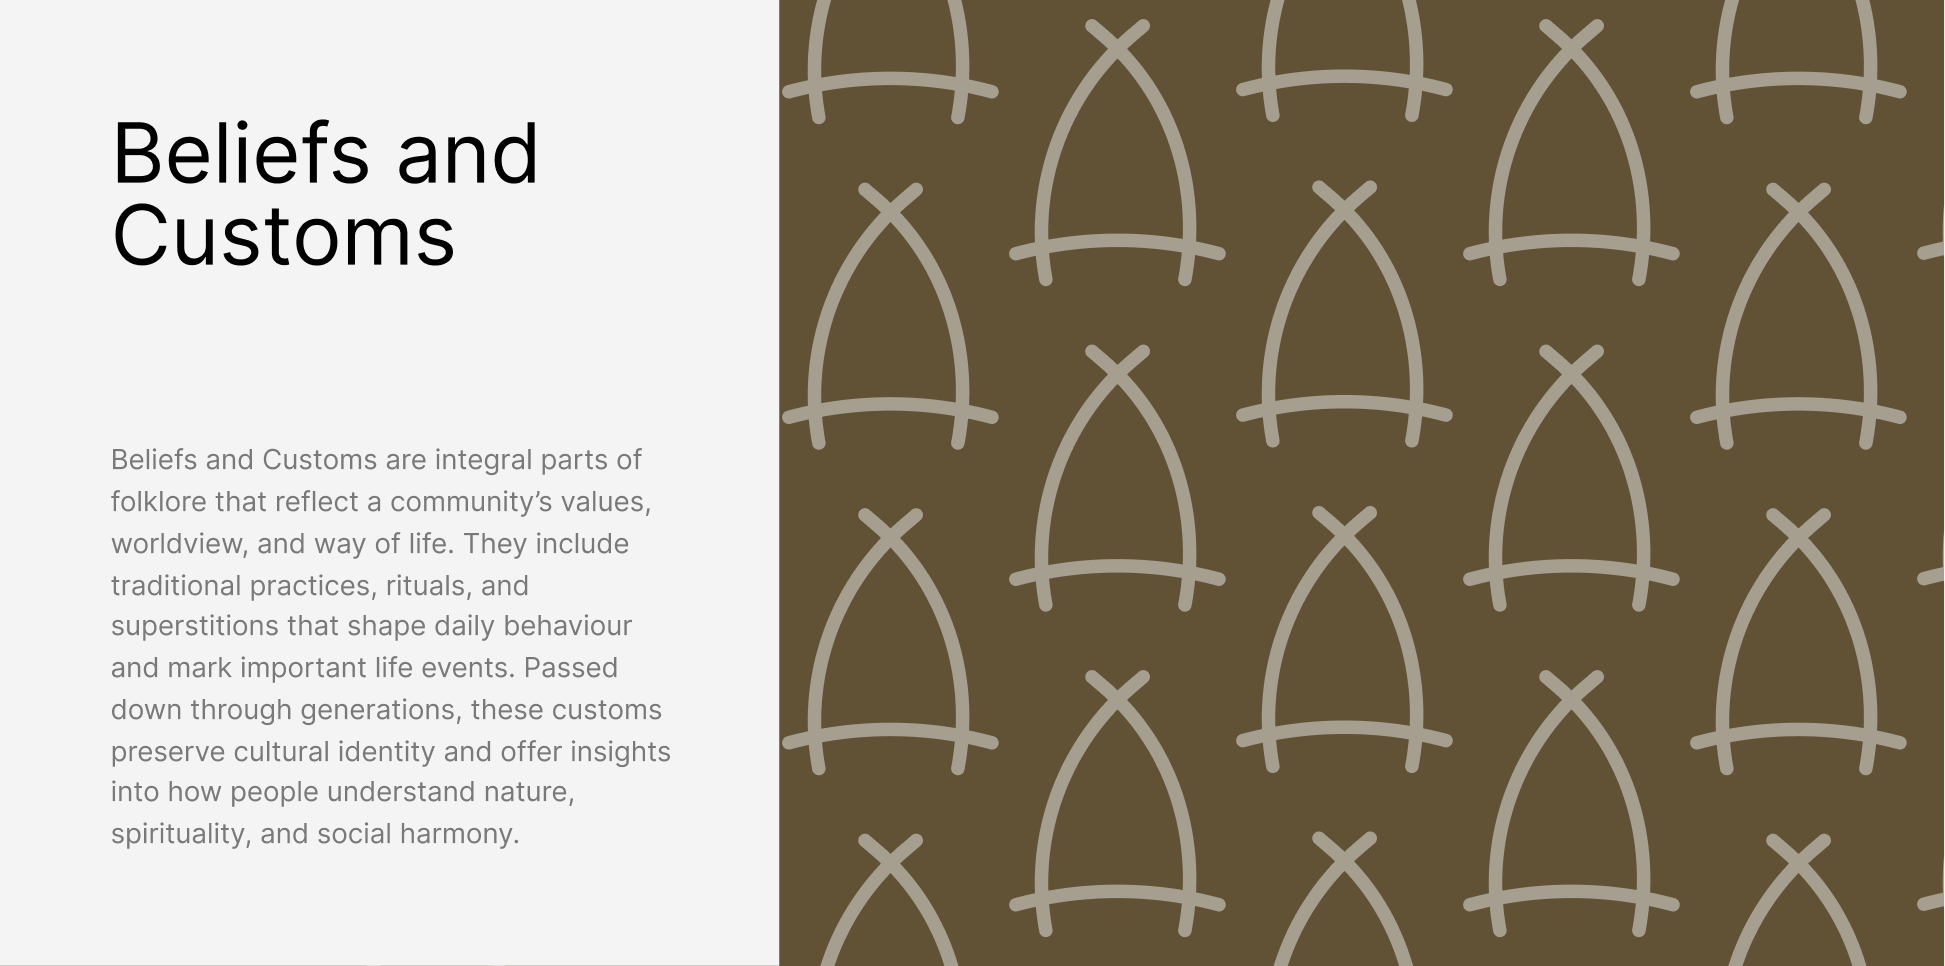 Beliefs and
Customs
Beliefs and Customs are integral parts of
folklore that reflect a community’s values,
worldview, and way of life. They include
traditional practices, rituals, and
superstitions that shape daily behaviour
and mark important life events. Passed
down through generations, these customs
preserve cultural identity and offer insights
into how people understand nature,
spirituality, and social harmony.